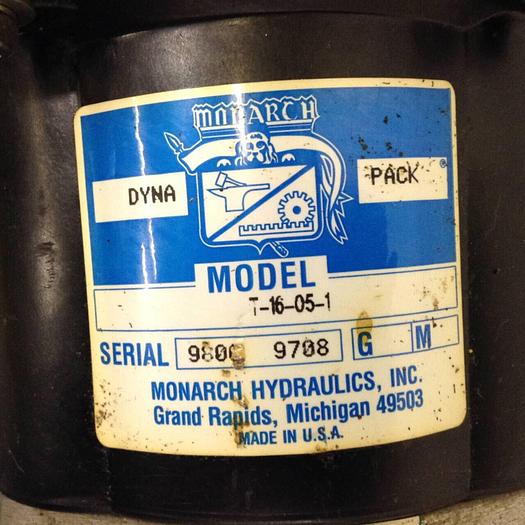 MONARCH
DYNA PACK®
MODEL
T-16-05-1
SERIAL 9708 G M
MONARCH HYDRAULICS, INC.
Grand Rapids, Michigan 49503
MADE IN U.S.A.